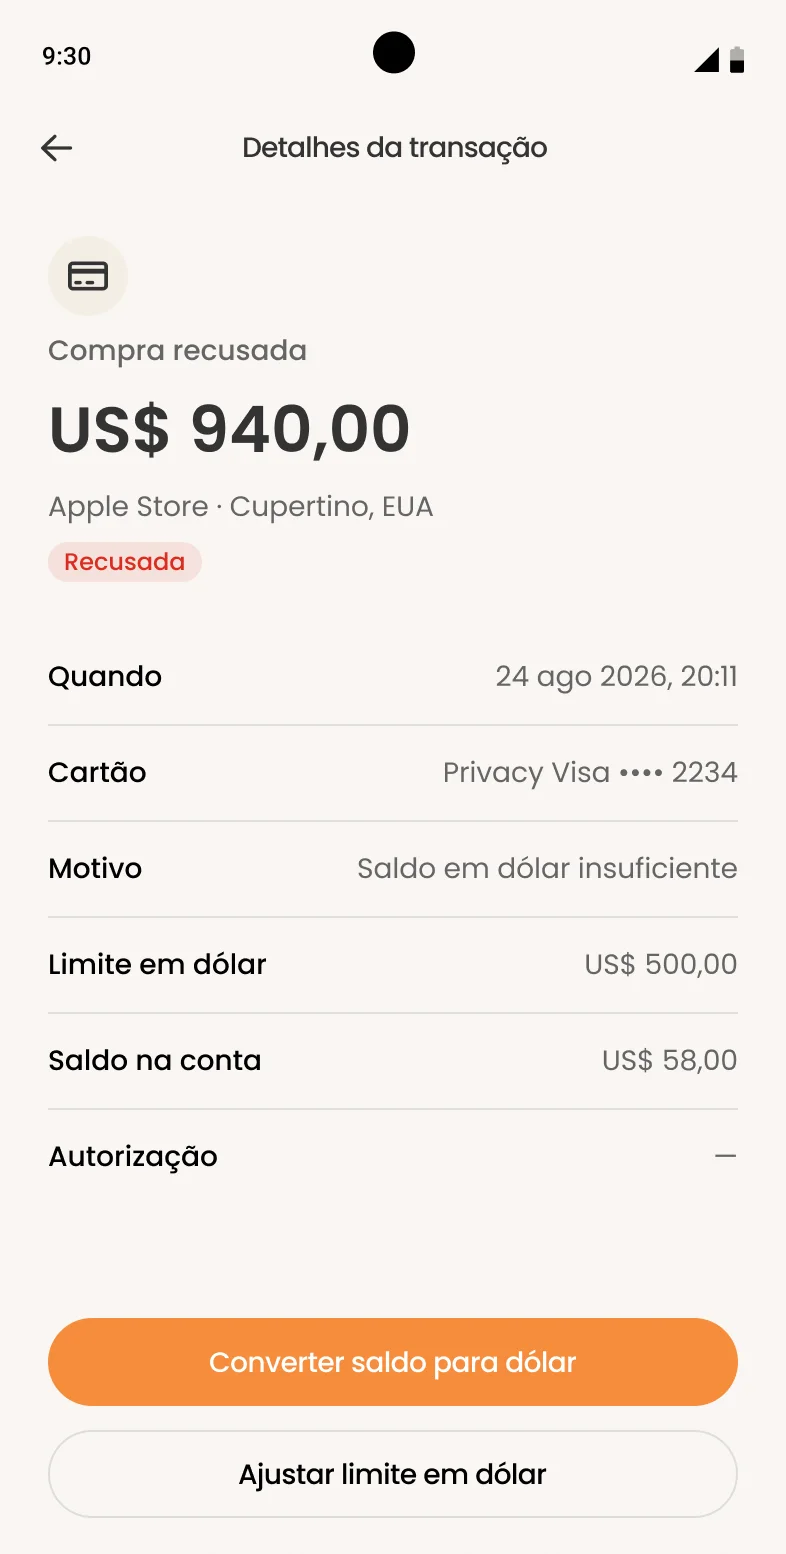 9:30
Detalhes da transação
Compra recusada
US$ 940,00
Apple Store · Cupertino, EUA
Recusada
Quando 24 ago 2026, 20:11
Cartão Privacy Visa •••• 2234
Motivo Saldo em dólar insuficiente
Limite em dólar US$ 500,00
Saldo na conta US$ 58,00
Autorização —
Converter saldo para dólar
Ajustar limite em dólar